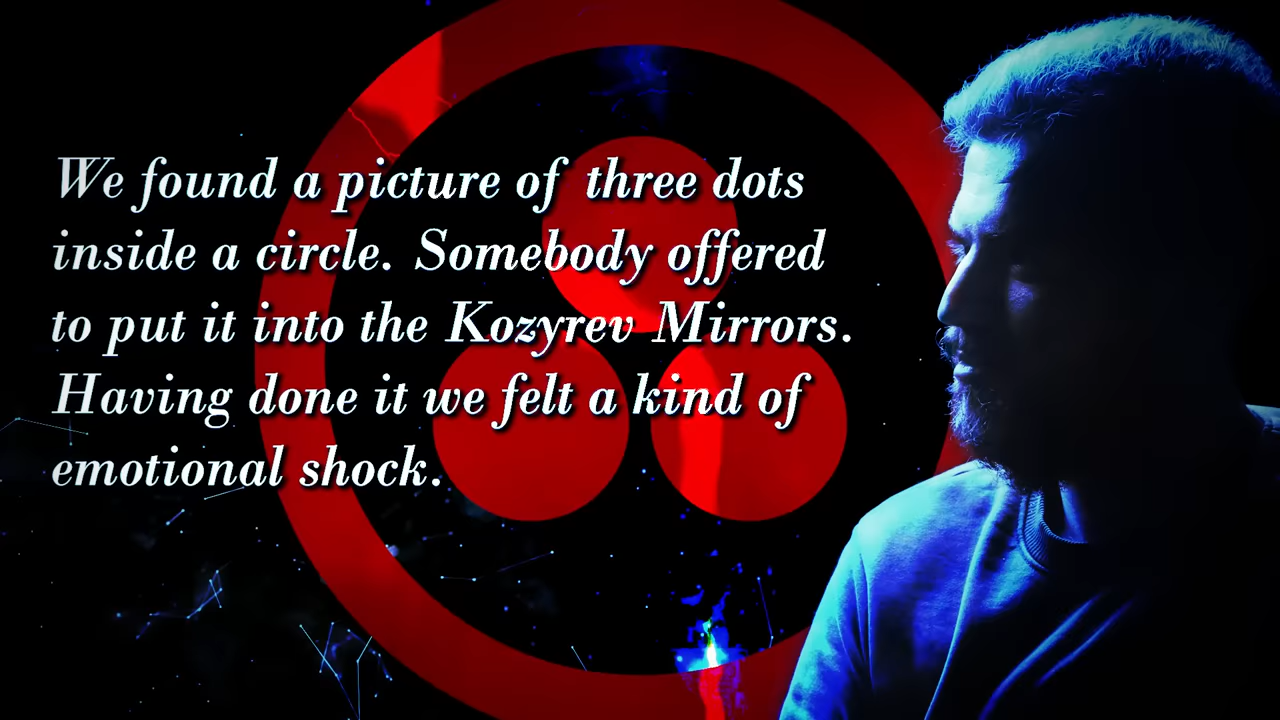 We found a picture of three dots
inside a circle. Somebody offered
to put it into the Kozyrev Mirrors.
Having done it we felt a kind of
emotional shock.